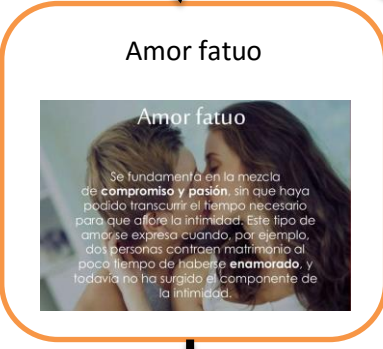 Amor fatuo
Amor fatuo
Se fundamenta en la mezcla
de compromiso y pasión, sin que haya
podido transcurrir el tiempo necesario
para que aflore la intimidad. Este tipo de
amor se expresa cuando, por ejemplo,
dos personas contraen matrimonio al
poco tiempo de haberse enamorado, y
todavía no ha surgido el componente de
la intimidad.